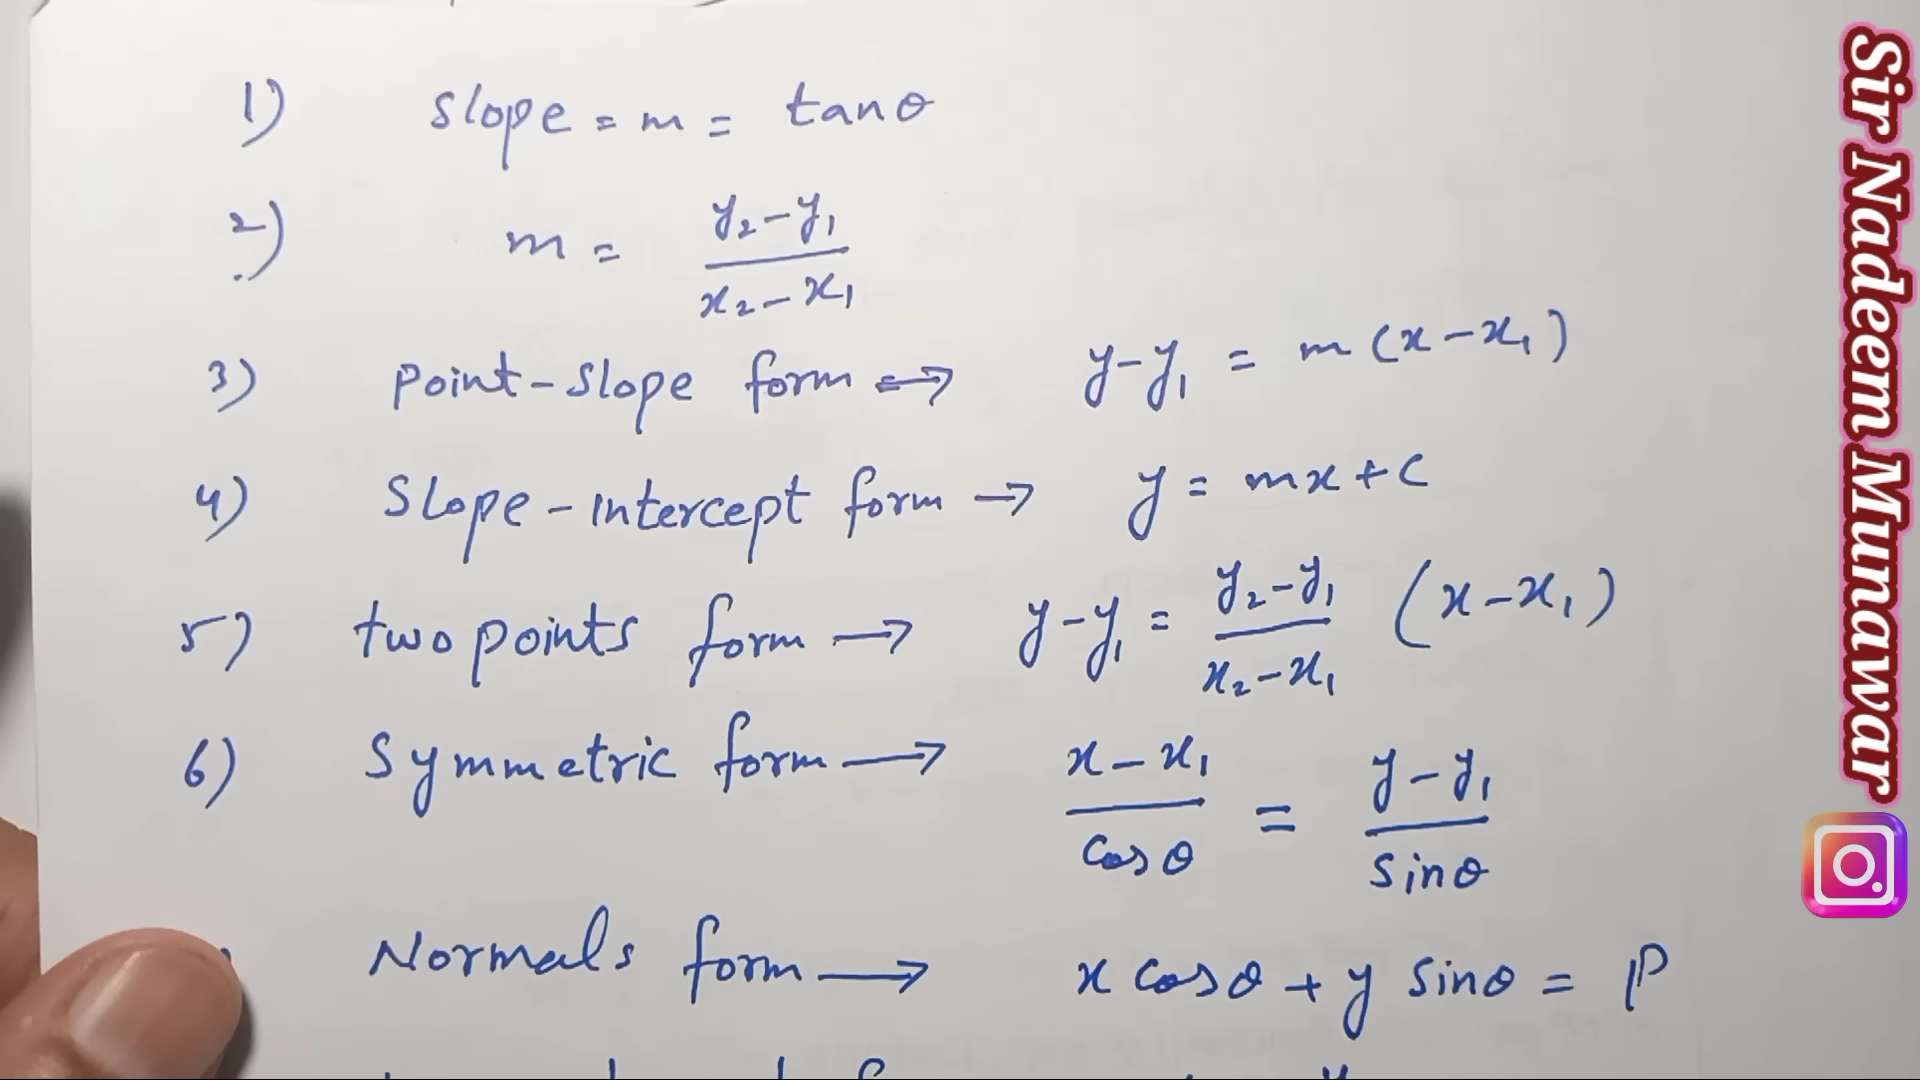 1) Slope = m = tanθ
2) m = (y₂-y₁)/(x₂-x₁)
3) Point-Slope form → y-y₁ = m(x-x₁)
4) Slope-Intercept form → y = mx+c
5) two points form → y-y₁ = (y₂-y₁)/(x₂-x₁) (x-x₁)
6) Symmetric form → (x-x₁)/cosθ = (y-y₁)/sinθ
Normals form → x cosθ + y sinθ = P
Sir Nadeem Munawar